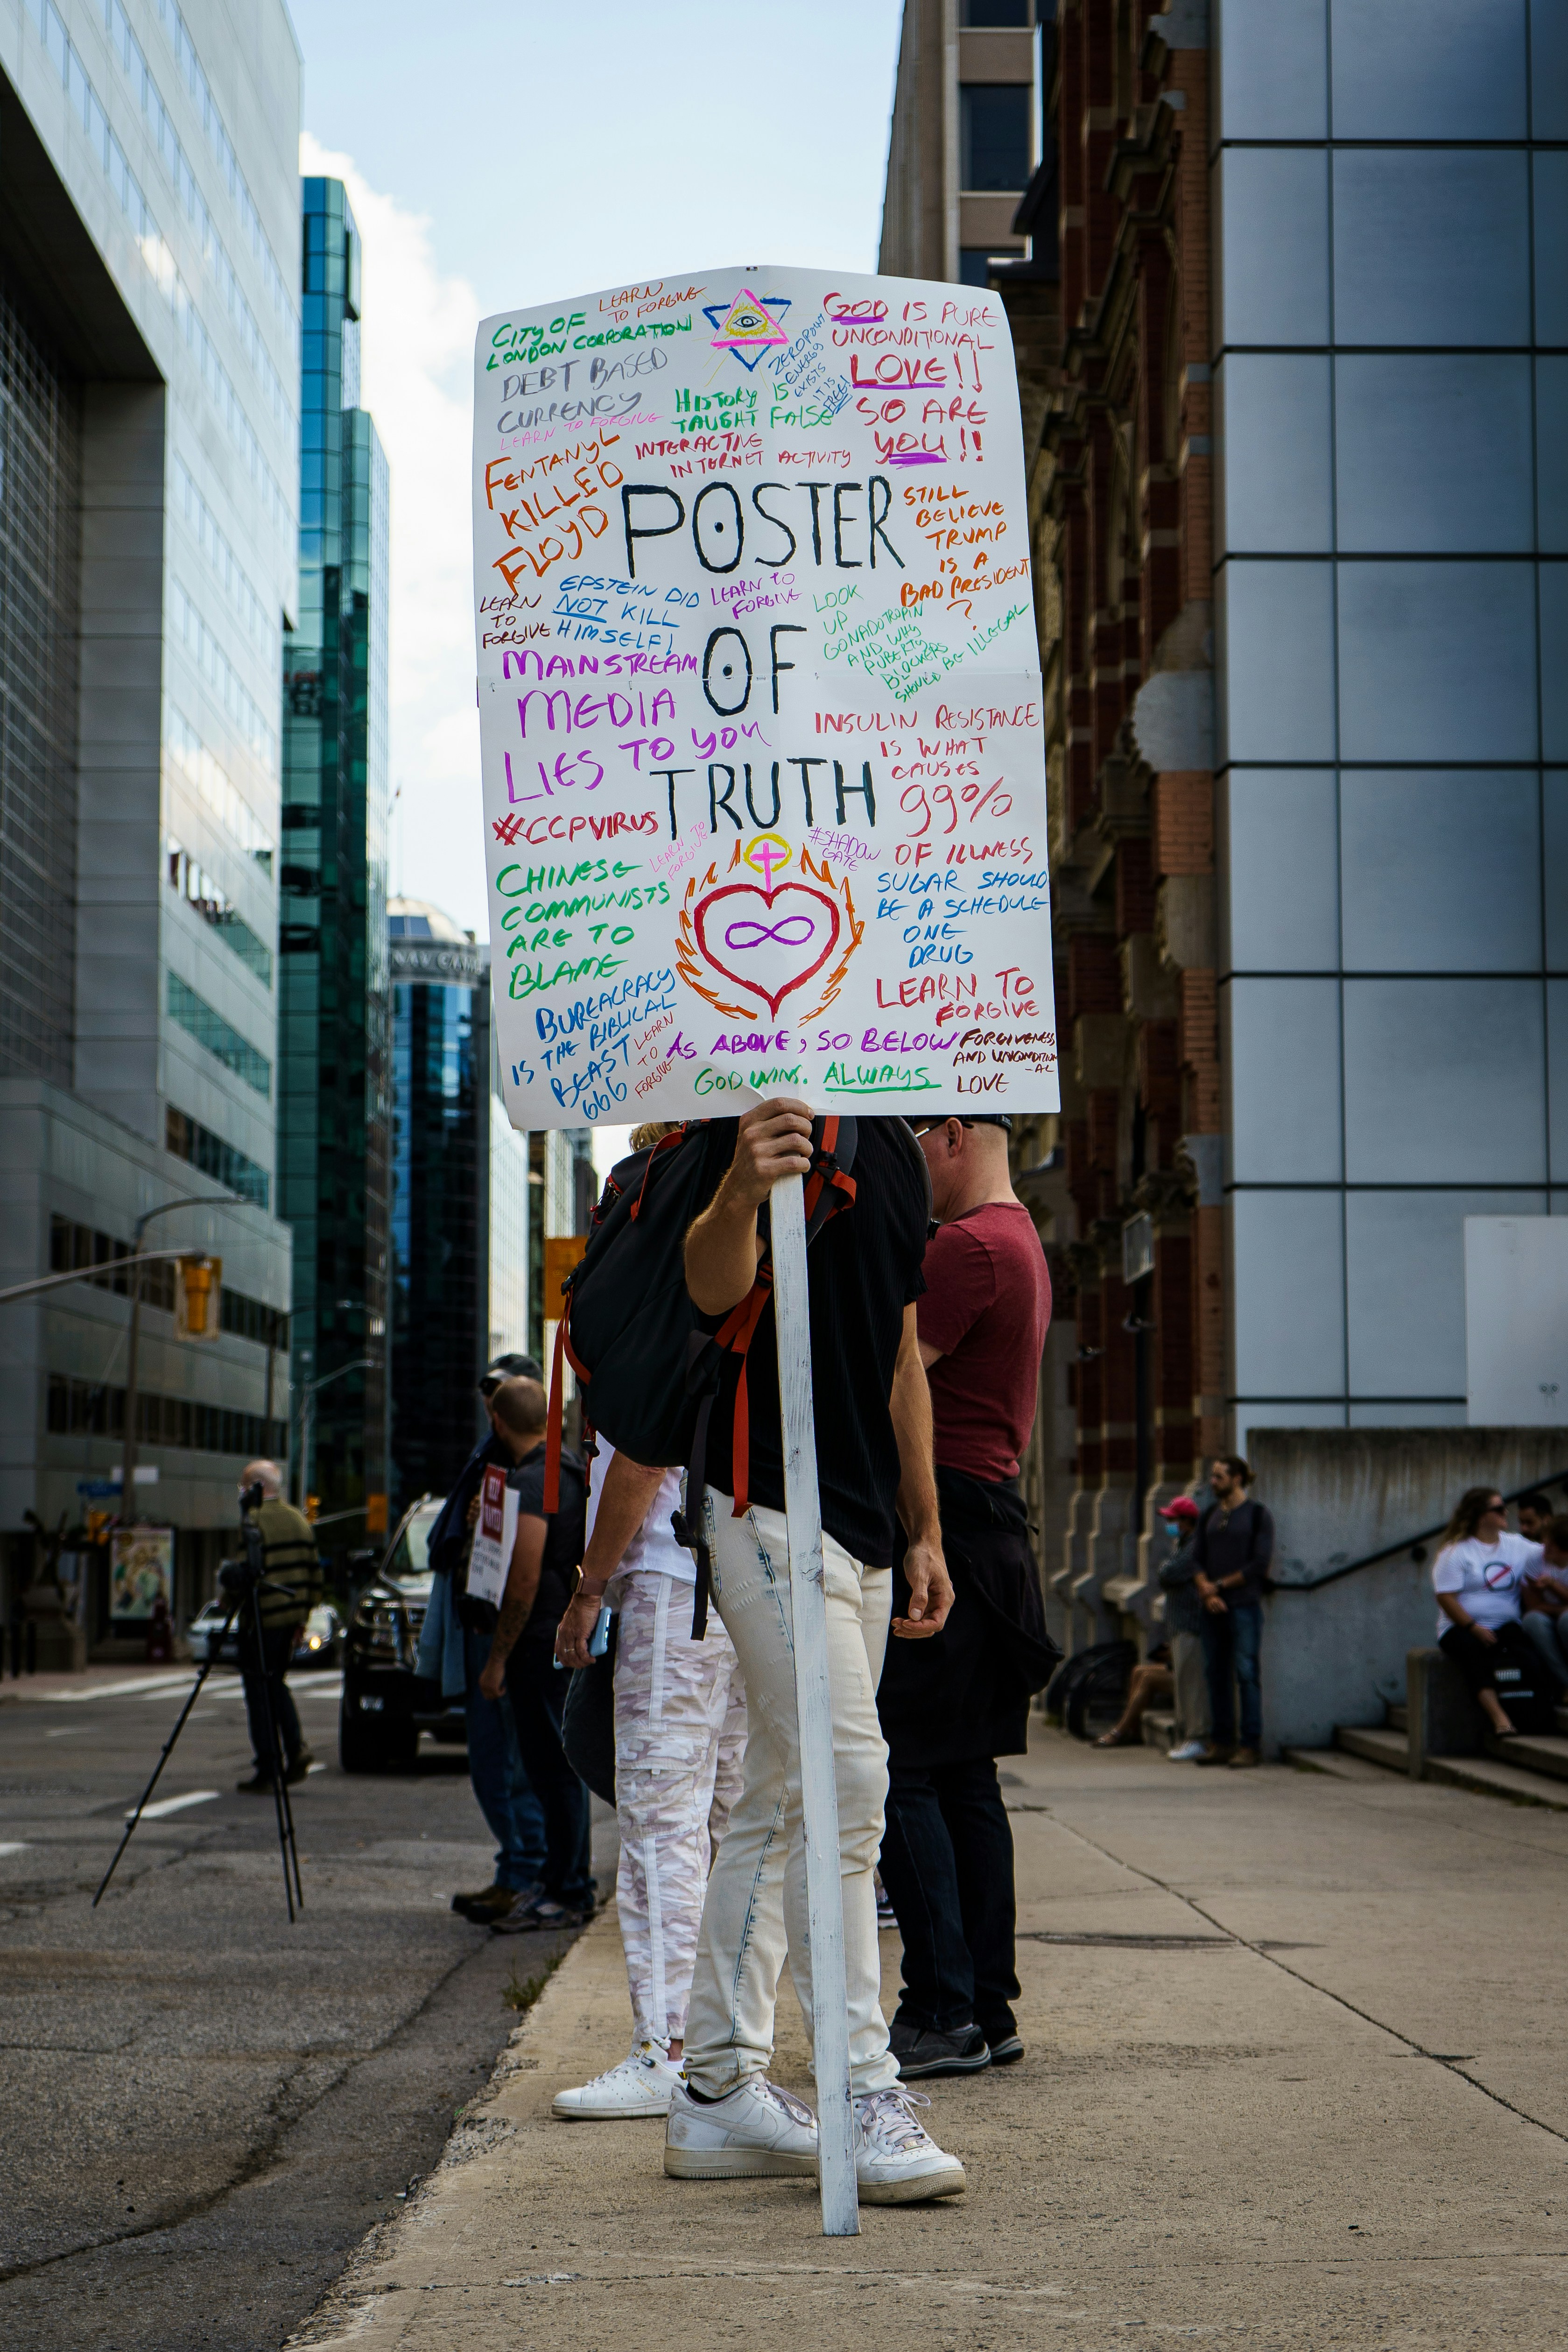 CITY OF
LONDON CORPORATION
LEARN
TO FORGIVE
DEBT BASED
CURRENCY
LEARN TO FORGIVE
HISTORY IS
TAUGHT FALSE
ZEROPOINT
ENERGY
EXISTS
IT IS
FREE!
GOD IS PURE
UNCONDITIONAL
LOVE!!
SO ARE
YOU!!
INTERACTIVE
INTERNET ACTIVITY
FENTANYL
KILLED
FLOYD
POSTER
OF
TRUTH
STILL
BELIEVE
TRUMP
IS A
BAD PRESIDENT
?
LEARN
TO
FORGIVE
EPSTEIN DID
NOT KILL
HIMSELF!
LEARN TO
FORGIVE
LOOK
UP
GONADOTROPIN
AND WHY
PUBERTY
BLOCKERS
SHOULD BE ILLEGAL
MAINSTREAM
MEDIA
LIES TO YOU
INSULIN RESISTANCE
IS WHAT
CAUSES
99%
OF ILLNESS
#CCPVIRUS
LEARN TO
FORGIVE
#SHADOW
GATE
CHINESE
COMMUNISTS
ARE TO
BLAME
SUGAR SHOULD
BE A SCHEDULE
ONE
DRUG
LEARN TO
FORGIVE
BUREACRACY
IS THE BIBLICAL
BEAST
666
LEARN
TO
FORGIVE
AS ABOVE, SO BELOW
GOD WINS. ALWAYS
FORGIVENESS
AND UNCONDITION
-AL
LOVE